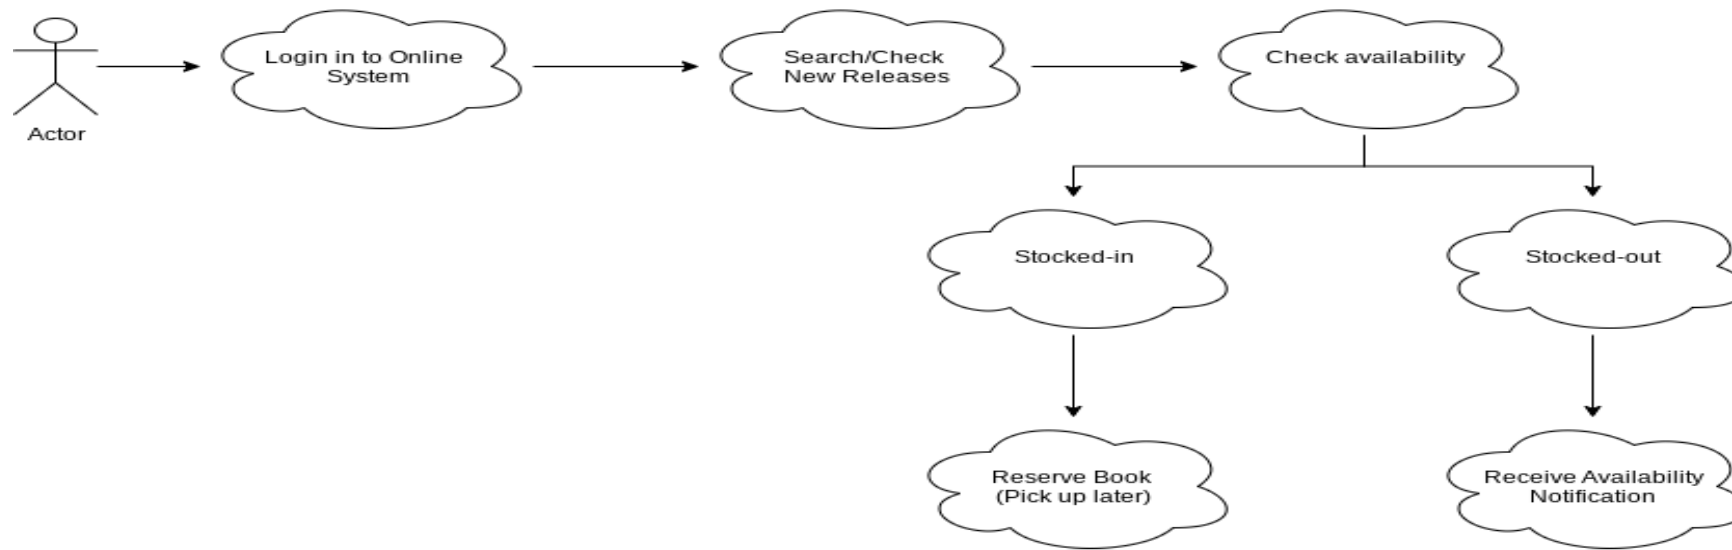 Login in to Online
System
Search/Check
New Releases
Check availability
Actor
Stocked-in
Stocked-out
Reserve Book
(Pick up later)
Receive Availability
Notification